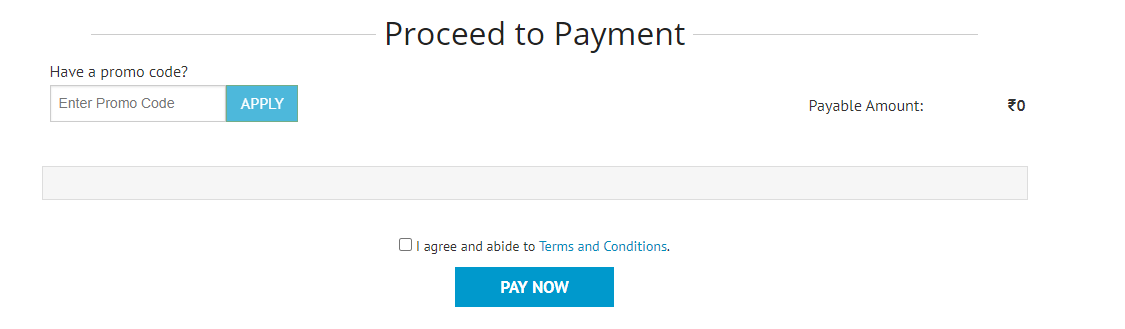 Proceed to Payment
Have a promo code?
Enter Promo Code APPLY
Payable Amount: ₹0
I agree and abide to Terms and Conditions.
PAY NOW